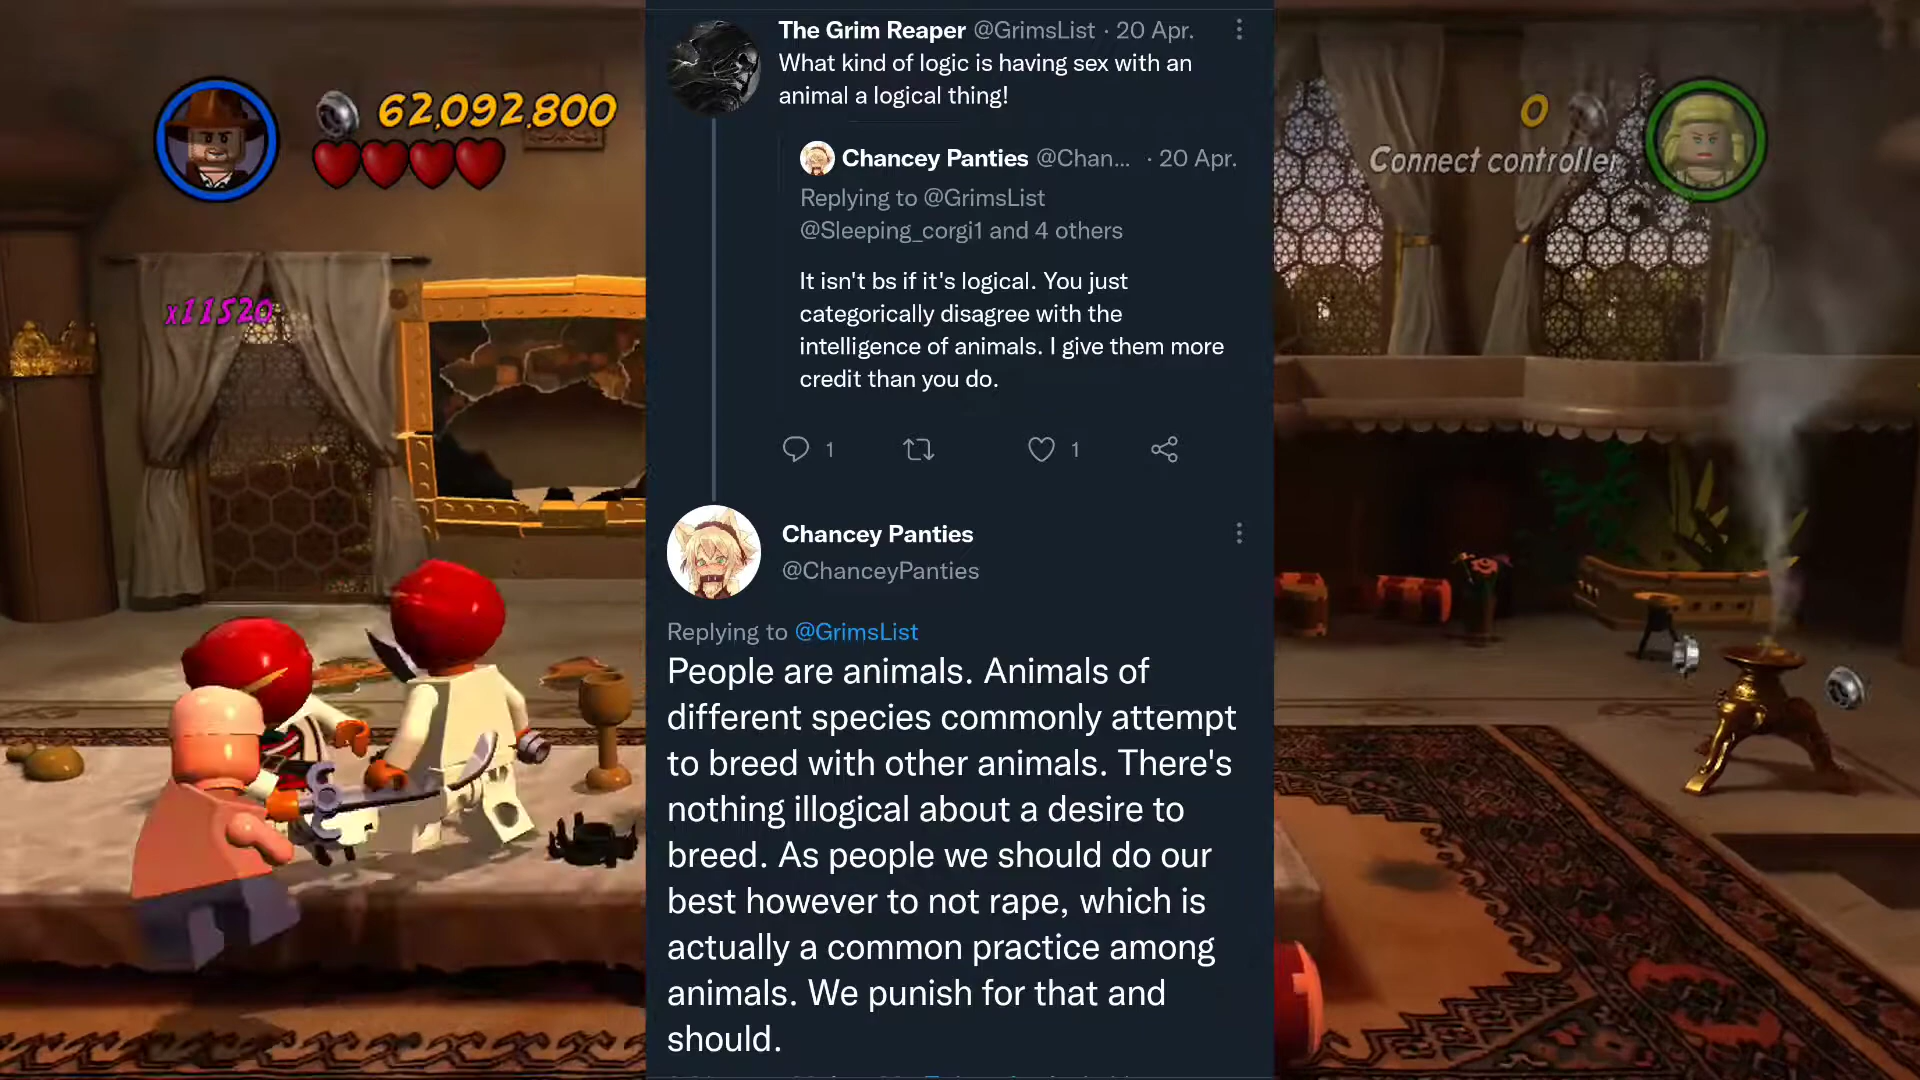 62,092,800
x11520
The Grim Reaper @GrimsList · 20 Apr.
What kind of logic is having sex with an
animal a logical thing!
Chancey Panties @Chan... · 20 Apr.
Replying to @GrimsList
@Sleeping_corgi1 and 4 others
It isn't bs if it's logical. You just
categorically disagree with the
intelligence of animals. I give them more
credit than you do.
1
1
Chancey Panties
@ChanceyPanties
Replying to @GrimsList
People are animals. Animals of
different species commonly attempt
to breed with other animals. There's
nothing illogical about a desire to
breed. As people we should do our
best however to not rape, which is
actually a common practice among
animals. We punish for that and
should.
0
Connect controller